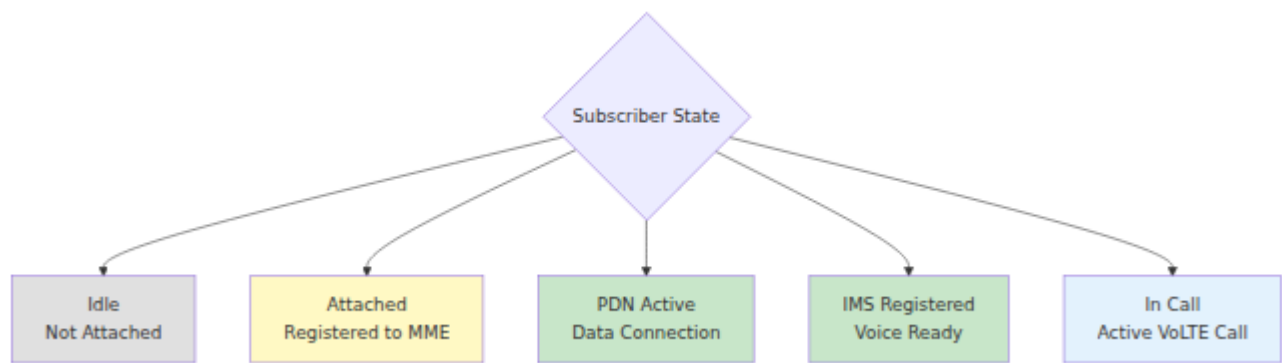 Subscriber State
Idle
Not Attached
Attached
Registered to MME
PDN Active
Data Connection
IMS Registered
Voice Ready
In Call
Active VoLTE Call